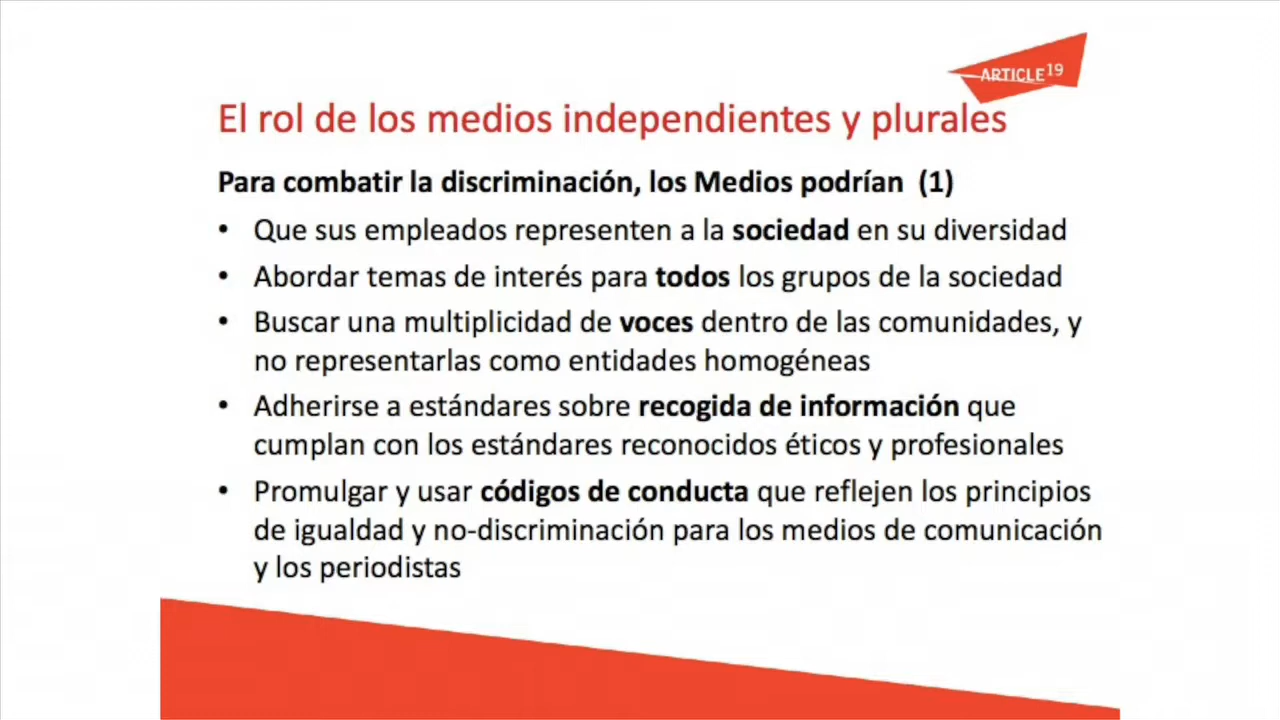 ARTICLE 19
El rol de los medios independientes y plurales
Para combatir la discriminación, los Medios podrían (1)
• Que sus empleados representen a la sociedad en su diversidad
• Abordar temas de interés para todos los grupos de la sociedad
• Buscar una multiplicidad de voces dentro de las comunidades, y
no representarlas como entidades homogéneas
• Adherirse a estándares sobre recogida de información que
cumplan con los estándares reconocidos éticos y profesionales
• Promulgar y usar códigos de conducta que reflejen los principios
de igualdad y no-discriminación para los medios de comunicación
y los periodistas